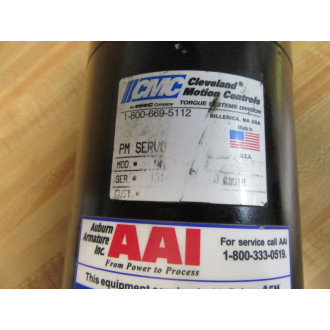 CMC Cleveland® Motion Controls
An IMC Company
TORQUE SYSTEMS DIVISION
BILLERICA, MA USA
1-800-669-5112
Made in
U.S.A.
PM SERVO
MOD.
SER.
CUST.
Auburn Armature Inc.
AAI
From Power to Process
For service call AAI
1-800-333-0519.
This equipment